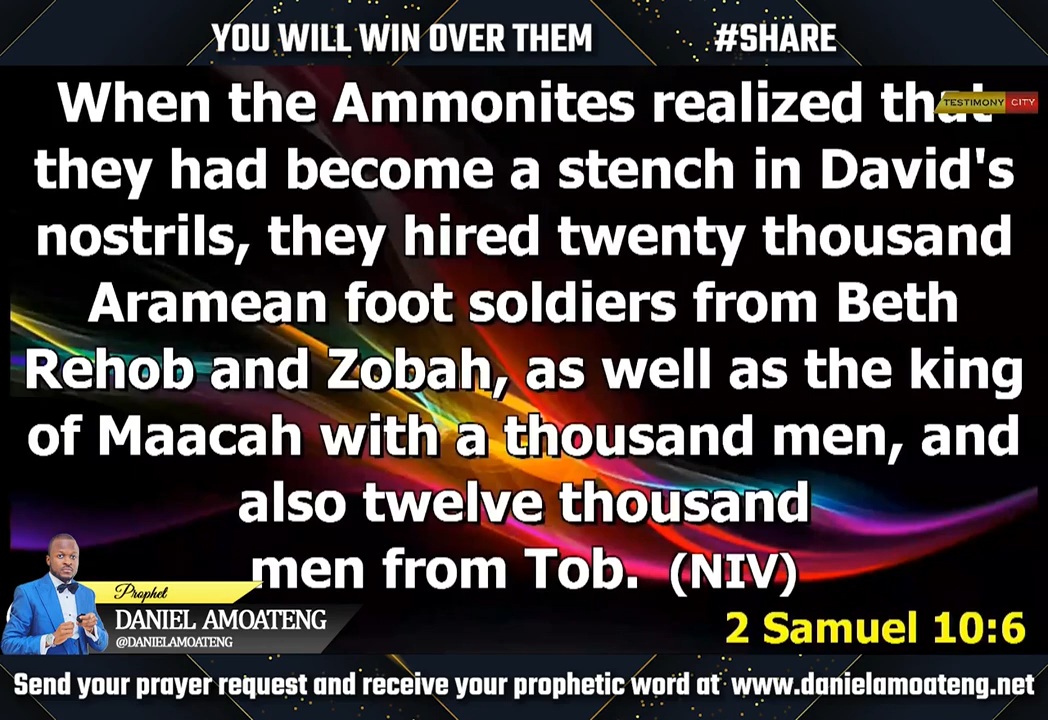 YOU WILL WIN OVER THEM #SHARE
When the Ammonites realized that
TESTIMONY CITY
they had become a stench in David's
nostrils, they hired twenty thousand
Aramean foot soldiers from Beth
Rehob and Zobah, as well as the king
of Maacah with a thousand men, and
also twelve thousand
men from Tob. (NIV)
Prophet
DANIEL AMOATENG
@DANIELAMOATENG
2 Samuel 10:6
Send your prayer request and receive your prophetic word at www.danielamoateng.net